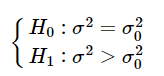 H₀ : σ² = σ₀²
H₁ : σ² > σ₀²